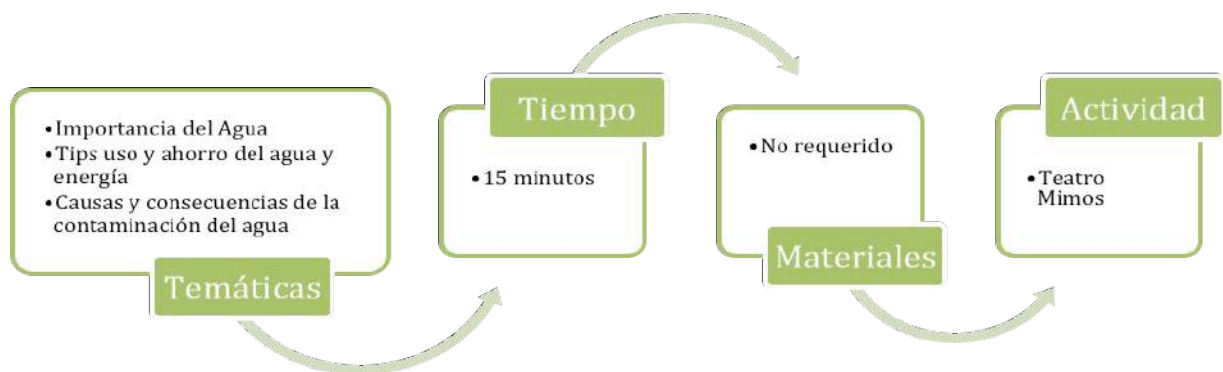 •Importancia del Agua
•Tips uso y ahorro del agua y
energía
•Causas y consecuencias de la
contaminación del agua
Temáticas
Tiempo
•15 minutos
•No requerido
Materiales
Actividad
•Teatro
Mimos